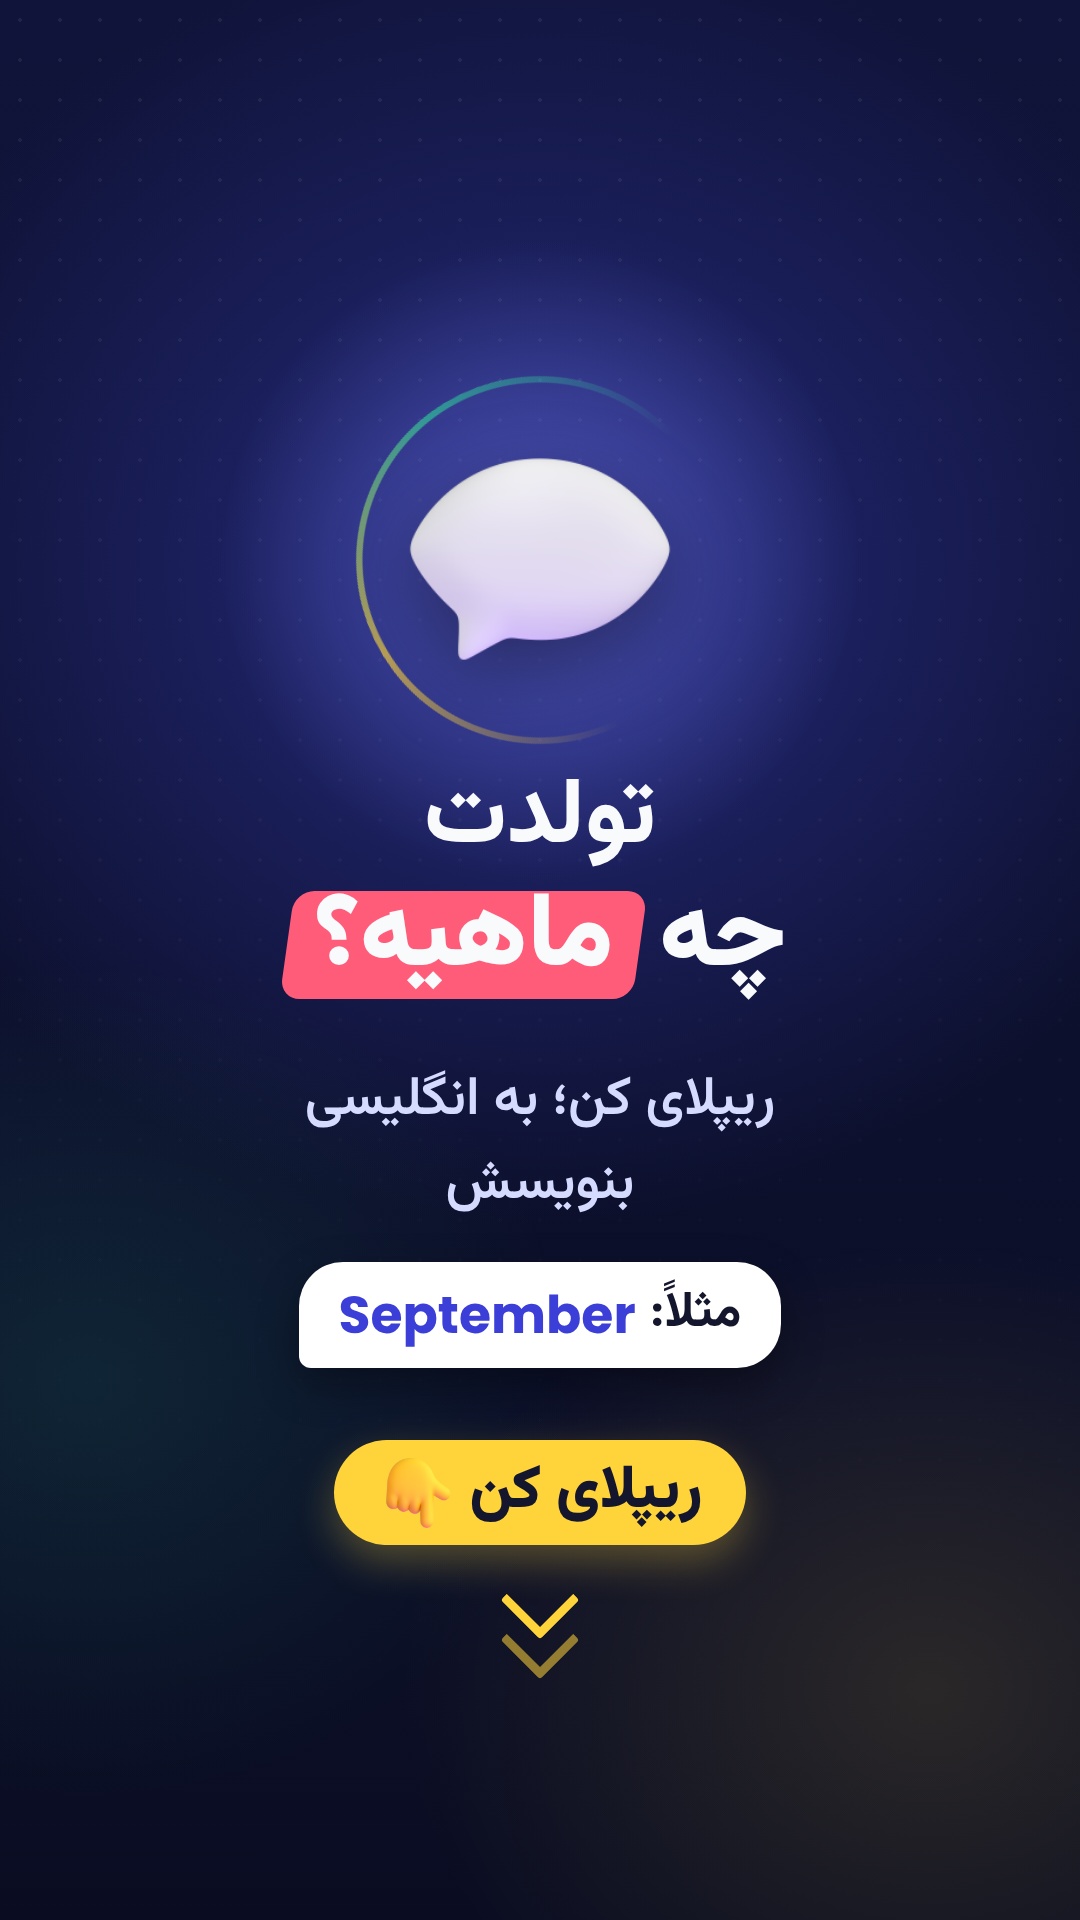 تولدت
چه ماهیه؟
ریپلای کن؛ به انگلیسی
بنویسش
مثلاً: September
ریپلای کن 👇